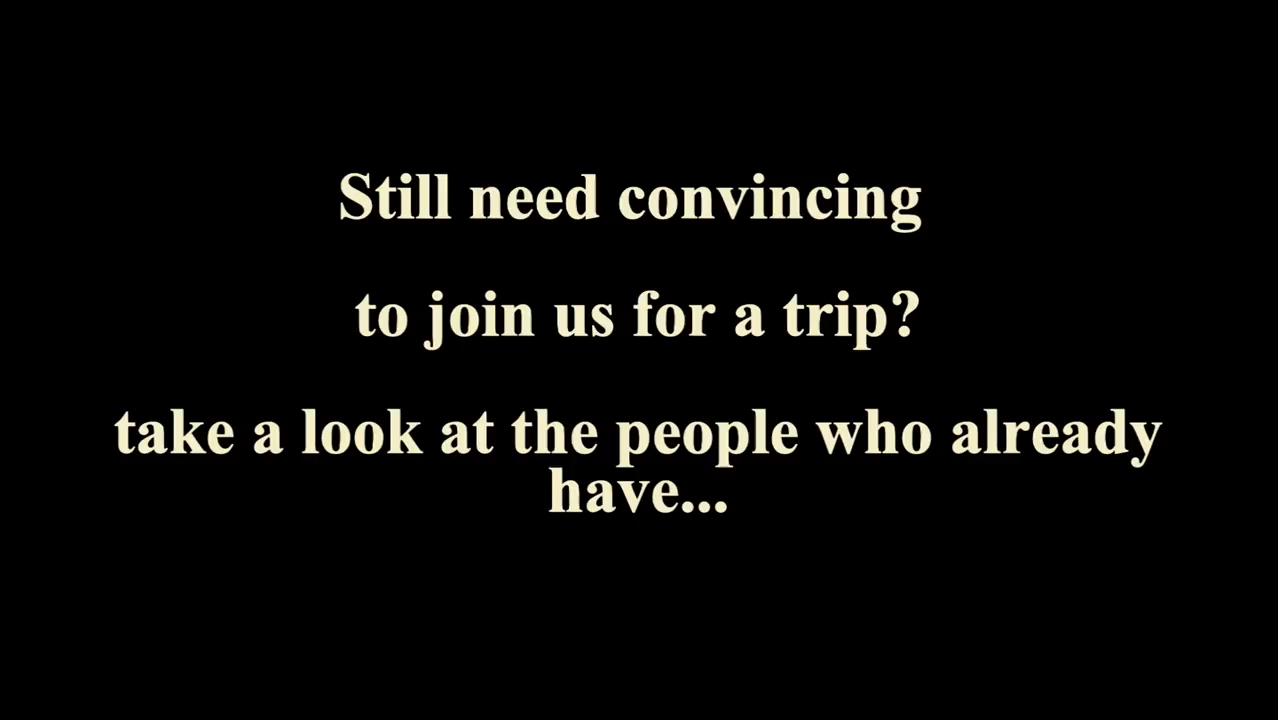 Still need convincing
to join us for a trip?
take a look at the people who already
have...